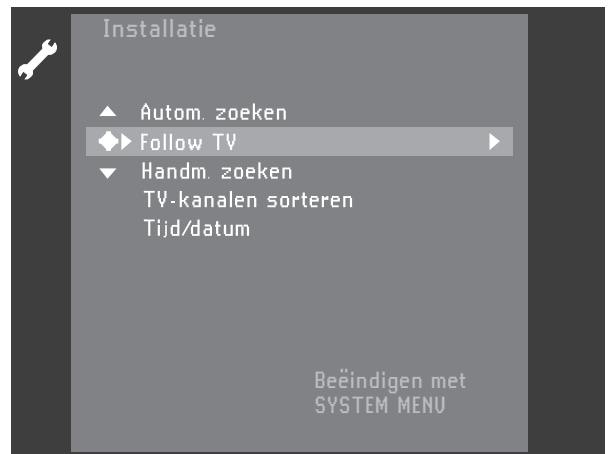 Installatie
Autom. zoeken
Follow TV
Handm. zoeken
TV-kanalen sorteren
Tijd/datum
Beëindigen met
SYSTEM MENU